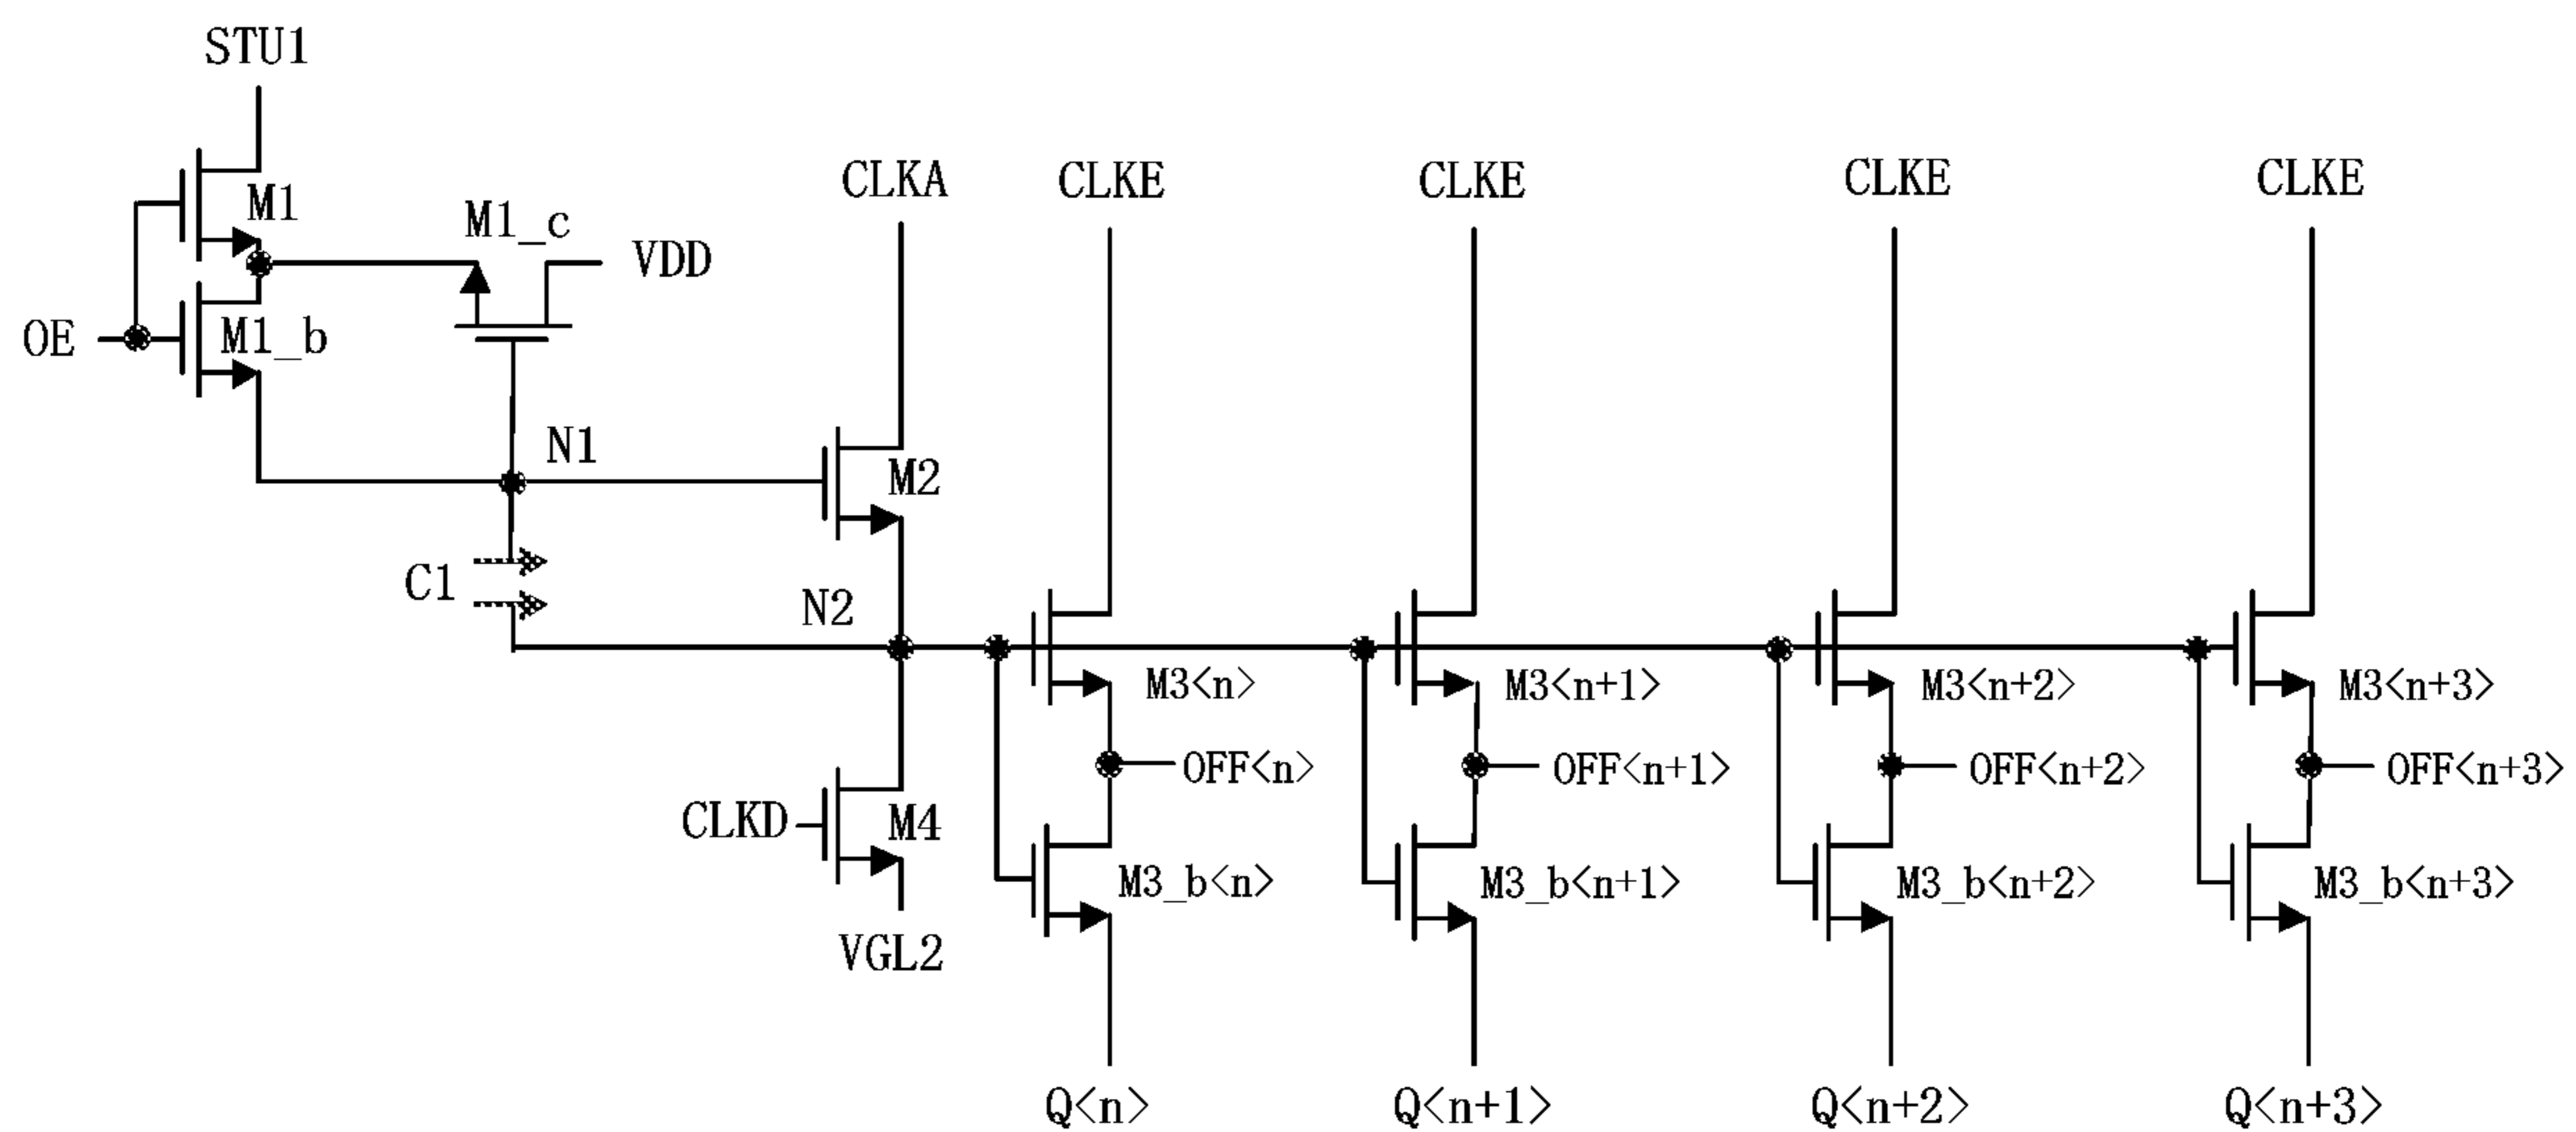 STU1
CLKA
CLKE
CLKE
CLKE
CLKE
M1
M1_c
VDD
OE
M1_b
N1
M2
C1
N2
M3<n>
M3<n+1>
M3<n+2>
M3<n+3>
OFF<n>
OFF<n+1>
OFF<n+2>
OFF<n+3>
CLKD
M4
M3_b<n>
M3_b<n+1>
M3_b<n+2>
M3_b<n+3>
VGL2
Q<n>
Q<n+1>
Q<n+2>
Q<n+3>